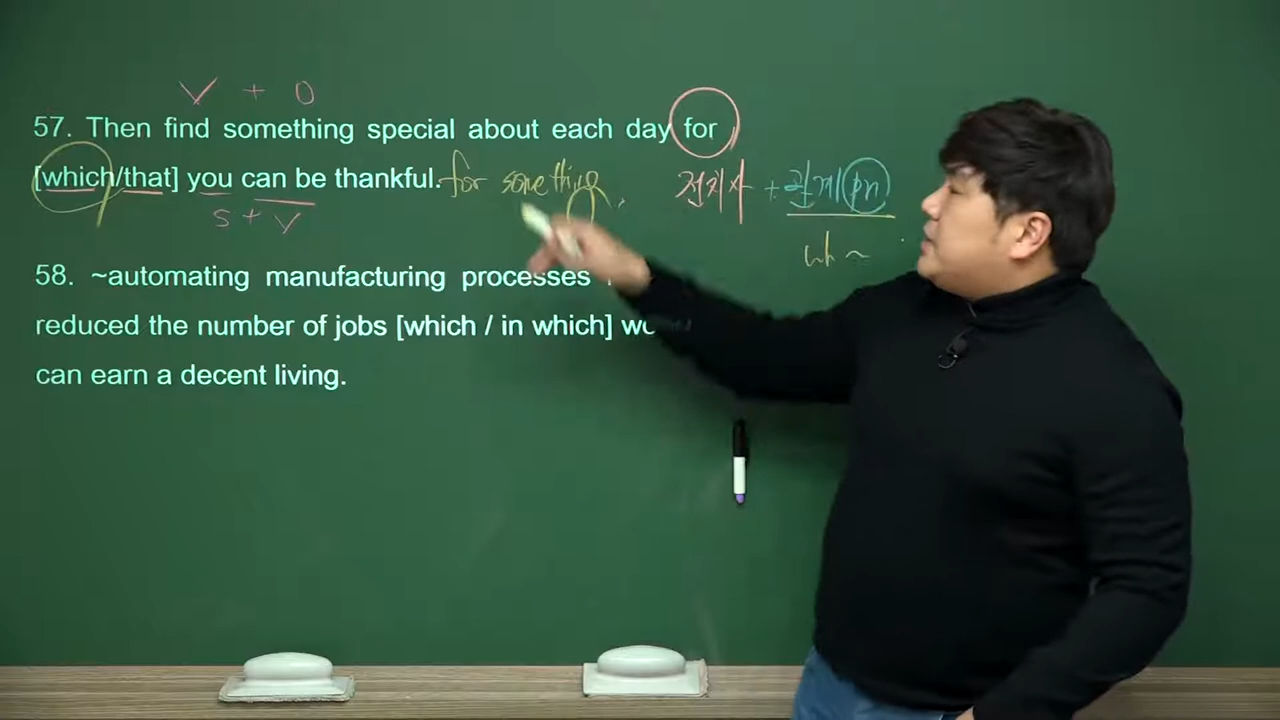 V + O
57. Then find something special about each day for
[which/that] you can be thankful. for something
전치사 + 관계 pn
S + V
wh ~
58. ~automating manufacturing processes
reduced the number of jobs [which / in which]
can earn a decent living.